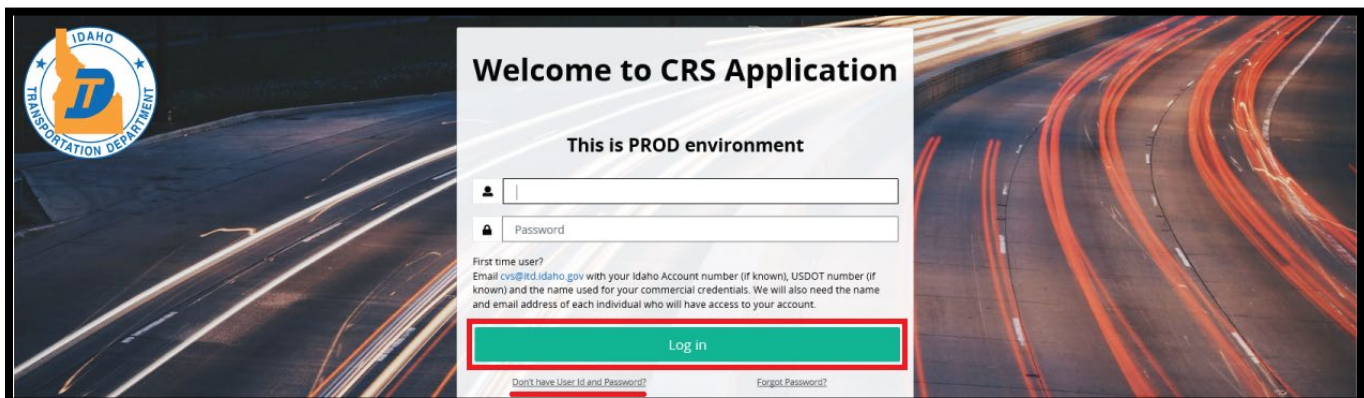 IDAHO
TRANSPORTATION DEPARTMENT
Welcome to CRS Application
This is PROD environment
Password
First time user?
Email cvs@itd.idaho.gov with your Idaho Account number (if known), USDOT number (if
known) and the name used for your commercial credentials. We will also need the name
and email address of each individual who will have access to your account.
Log in
Don't have User Id and Password? Forgot Password?